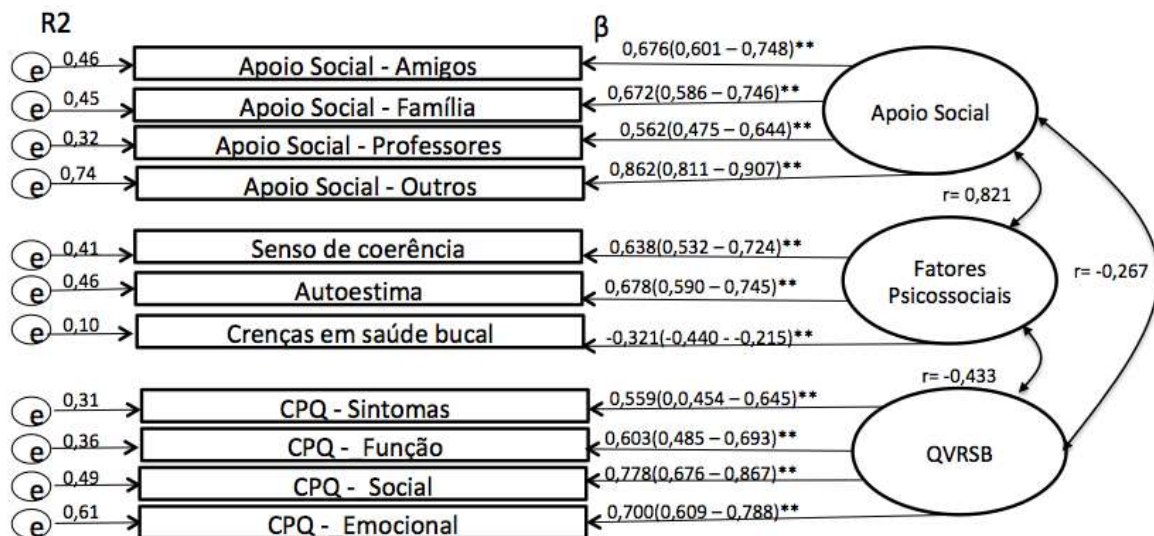 R2
β
e 0,46 Apoio Social - Amigos 0,676(0,601 – 0,748)**
e 0,45 Apoio Social - Família 0,672(0,586 – 0,746)**
e 0,32 Apoio Social - Professores 0,562(0,475 – 0,644)**
e 0,74 Apoio Social - Outros 0,862(0,811 – 0,907)**
Apoio Social
r= 0,821
e 0,41 Senso de coerência 0,638(0,532 – 0,724)**
e 0,46 Autoestima 0,678(0,590 – 0,745)**
e 0,10 Crenças em saúde bucal -0,321(-0,440 - -0,215)**
Fatores
Psicossociais
r= -0,267
r= -0,433
e 0,31 CPQ - Sintomas 0,559(0,0,454 – 0,645)**
e 0,36 CPQ - Função 0,603(0,485 – 0,693)**
e 0,49 CPQ - Social 0,778(0,676 – 0,867)**
e 0,61 CPQ - Emocional 0,700(0,609 – 0,788)**
QVRSB